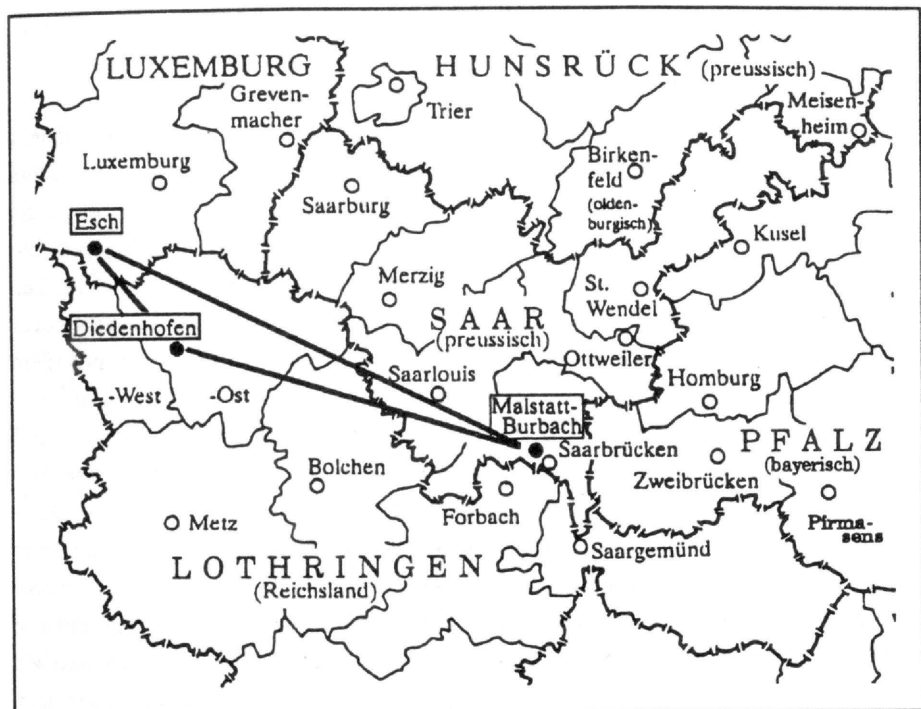 LUXEMBURG
HUNSRÜCK (preussisch)
Greven-
macher
Trier
Meisen-
heim
Luxemburg
Birken-
feld
(olden-
burgisch)
Saarburg
Esch
Kusel
Merzig
St.
Wendel
SAAR
(preussisch)
Diedenhofen
Ottweiler
-West
-Ost
Saarlouis
Homburg
Malstatt-
Burbach
Saarbrücken
PFALZ
(bayerisch)
Bolchen
Zweibrücken
Forbach
Metz
Pirma-
sens
Saargemünd
LOTHRINGEN
(Reichsland)